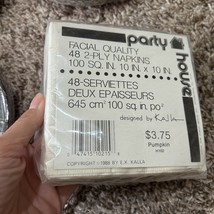 party
house
FACIAL QUALITY
48 2-PLY NAPKINS
100 SQ. IN. 10 IN. X 10 IN.
48-SERVIETTES
DEUX EPAISSEURS
645 cm² 100 sq. in. po²
designed by Kalla
$3.75
Pumpkin
COPYRIGHT ©1988 BY E.R. KALLA